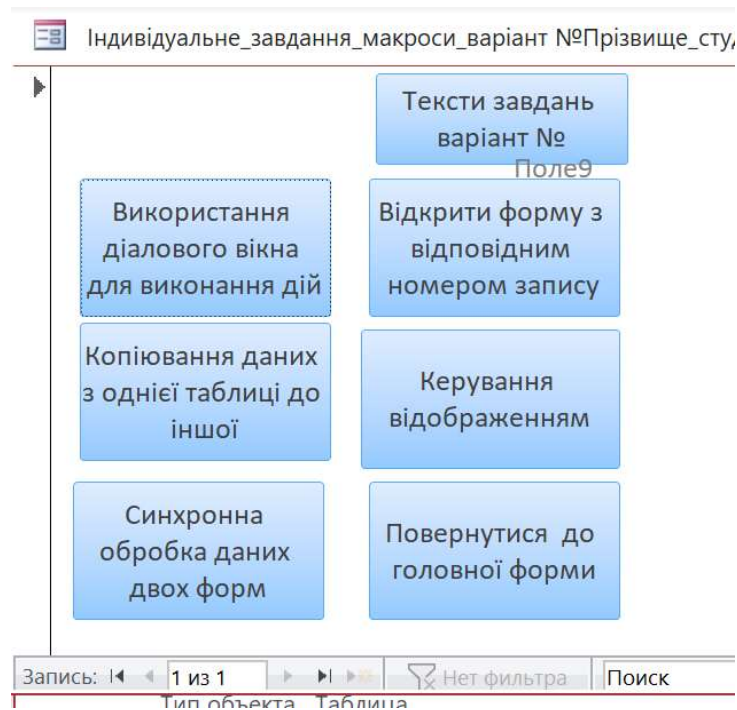 Індивідуальне_завдання_макроси_варіант №Прізвище_сту
Тексти завдань
варіант №
Поле9
Використання
діалового вікна
для виконання дій
Відкрити форму з
відповідним
номером запису
Копіювання даних
з однієї таблиці до
іншої
Керування
відображенням
Синхронна
обробка даних
двох форм
Повернутися до
головної форми
Запись: 1 из 1 Нет фильтра Поиск
Тип объекта Таблица